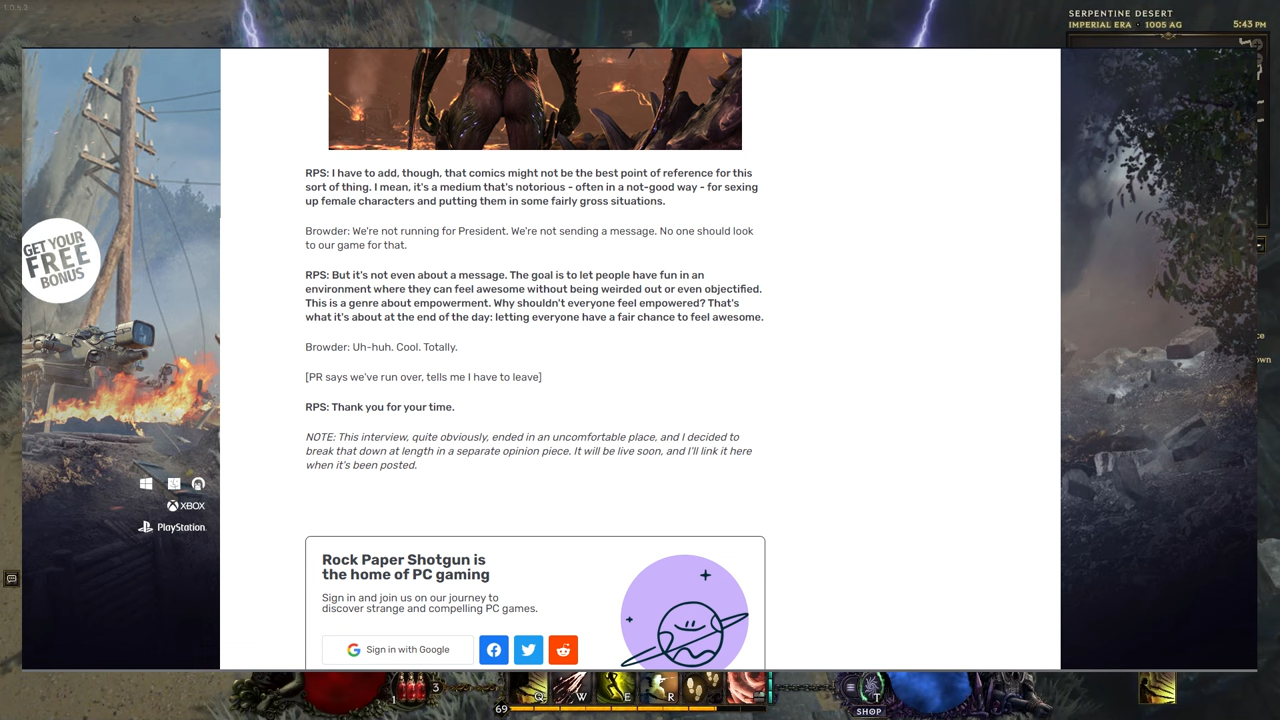 1.0.6.2
SERPENTINE DESERT
IMPERIAL ERA · 1005 AG
5:43 PM
GET YOUR
FREE
BONUS
XBOX
PlayStation
RPS: I have to add, though, that comics might not be the best point of reference for this
sort of thing. I mean, it's a medium that's notorious - often in a not-good way - for sexing
up female characters and putting them in some fairly gross situations.
Browder: We're not running for President. We're not sending a message. No one should look
to our game for that.
RPS: But it's not even about a message. The goal is to let people have fun in an
environment where they can feel awesome without being weirded out or even objectified.
This is a genre about empowerment. Why shouldn't everyone feel empowered? That's
what it's about at the end of the day: letting everyone have a fair chance to feel awesome.
Browder: Uh-huh. Cool. Totally.
[PR says we've run over, tells me I have to leave]
RPS: Thank you for your time.
NOTE: This interview, quite obviously, ended in an uncomfortable place, and I decided to
break that down at length in a separate opinion piece. It will be live soon, and I'll link it here
when it's been posted.
Rock Paper Shotgun is
the home of PC gaming
Sign in and join us on our journey to
discover strange and compelling PC games.
Sign in with Google
3
1
Q
W
E
R
T
69
SHOP